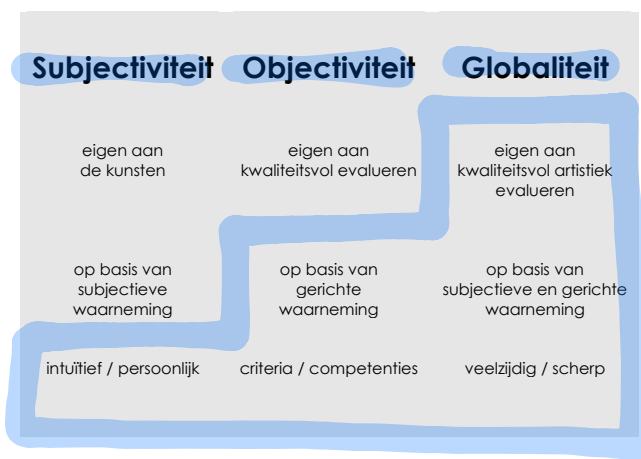 Subjectiviteit
Objectiviteit
Globaliteit
eigen aan
de kunsten
eigen aan
kwaliteitsvol evalueren
eigen aan
kwaliteitsvol artistiek
evalueren
op basis van
subjectieve
waarneming
op basis van
gerichte
waarneming
op basis van
subjectieve en gerichte
waarneming
intuïtief / persoonlijk
criteria / competenties
veelzijdig / scherp